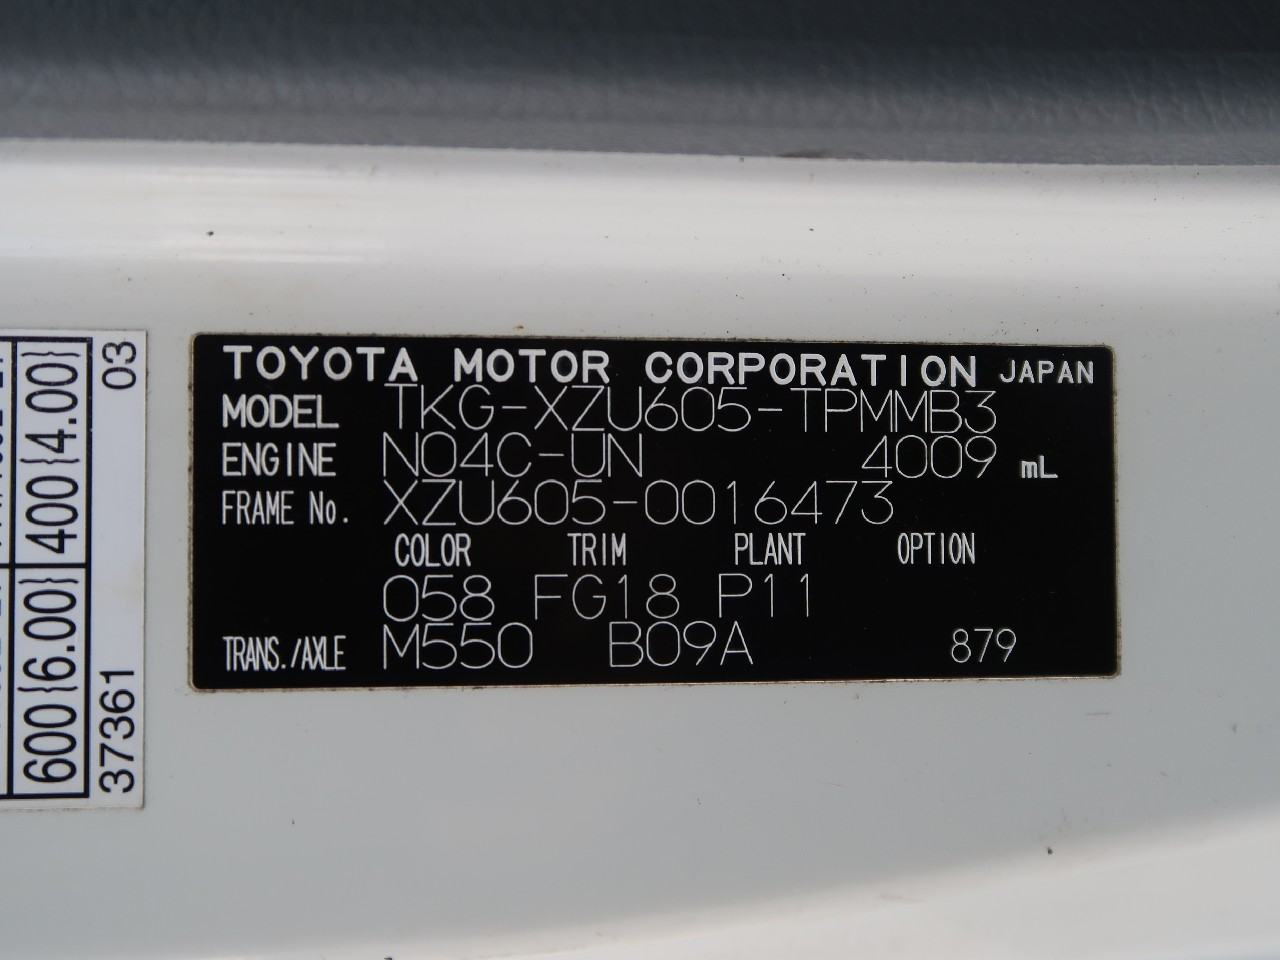 TOYOTA MOTOR CORPORATION JAPAN
MODEL TKG-XZU605-TPMMB3
ENGINE N04C-UN 4009 mL
FRAME No. XZU605-0016473
COLOR TRIM PLANT OPTION
058 FG18 P11
TRANS./AXLE M550 B09A 879
400{4.00}
600{6.00}
03
37361